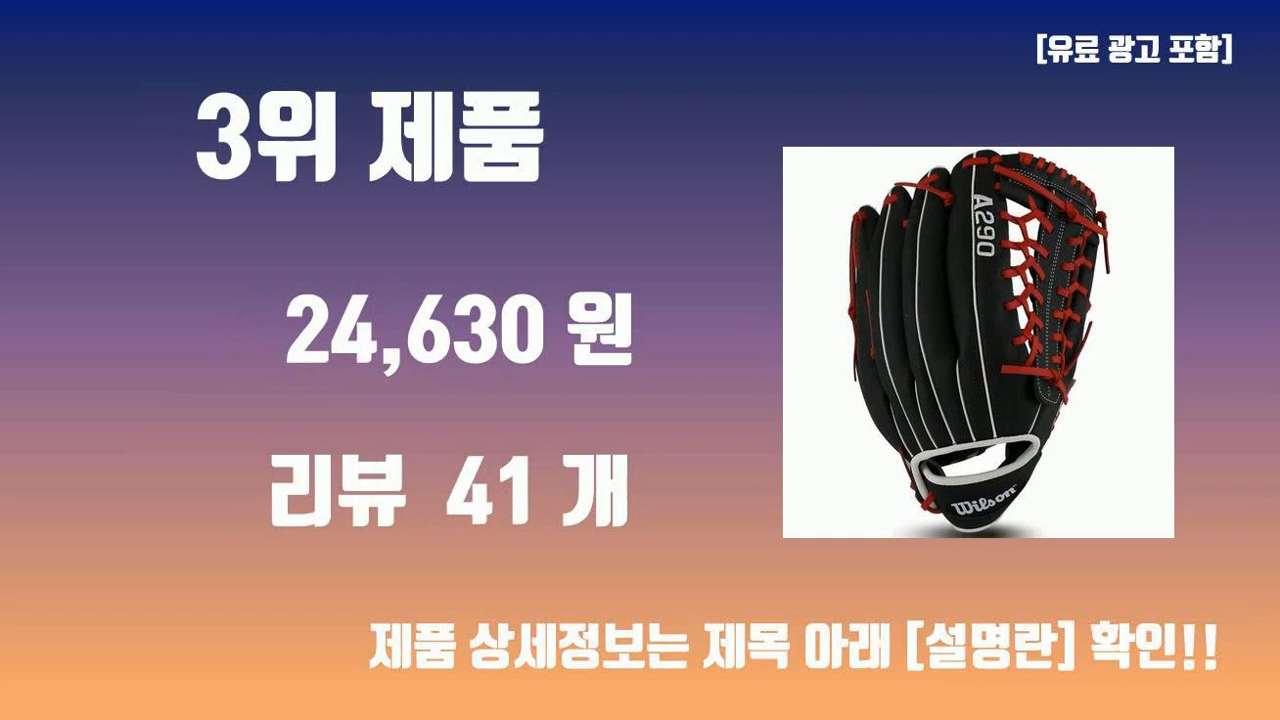 [유료 광고 포함]
3위 제품
A290
24,630 원
리뷰 41 개
Wilson
제품 상세정보는 제목 아래 [설명란] 확인!!